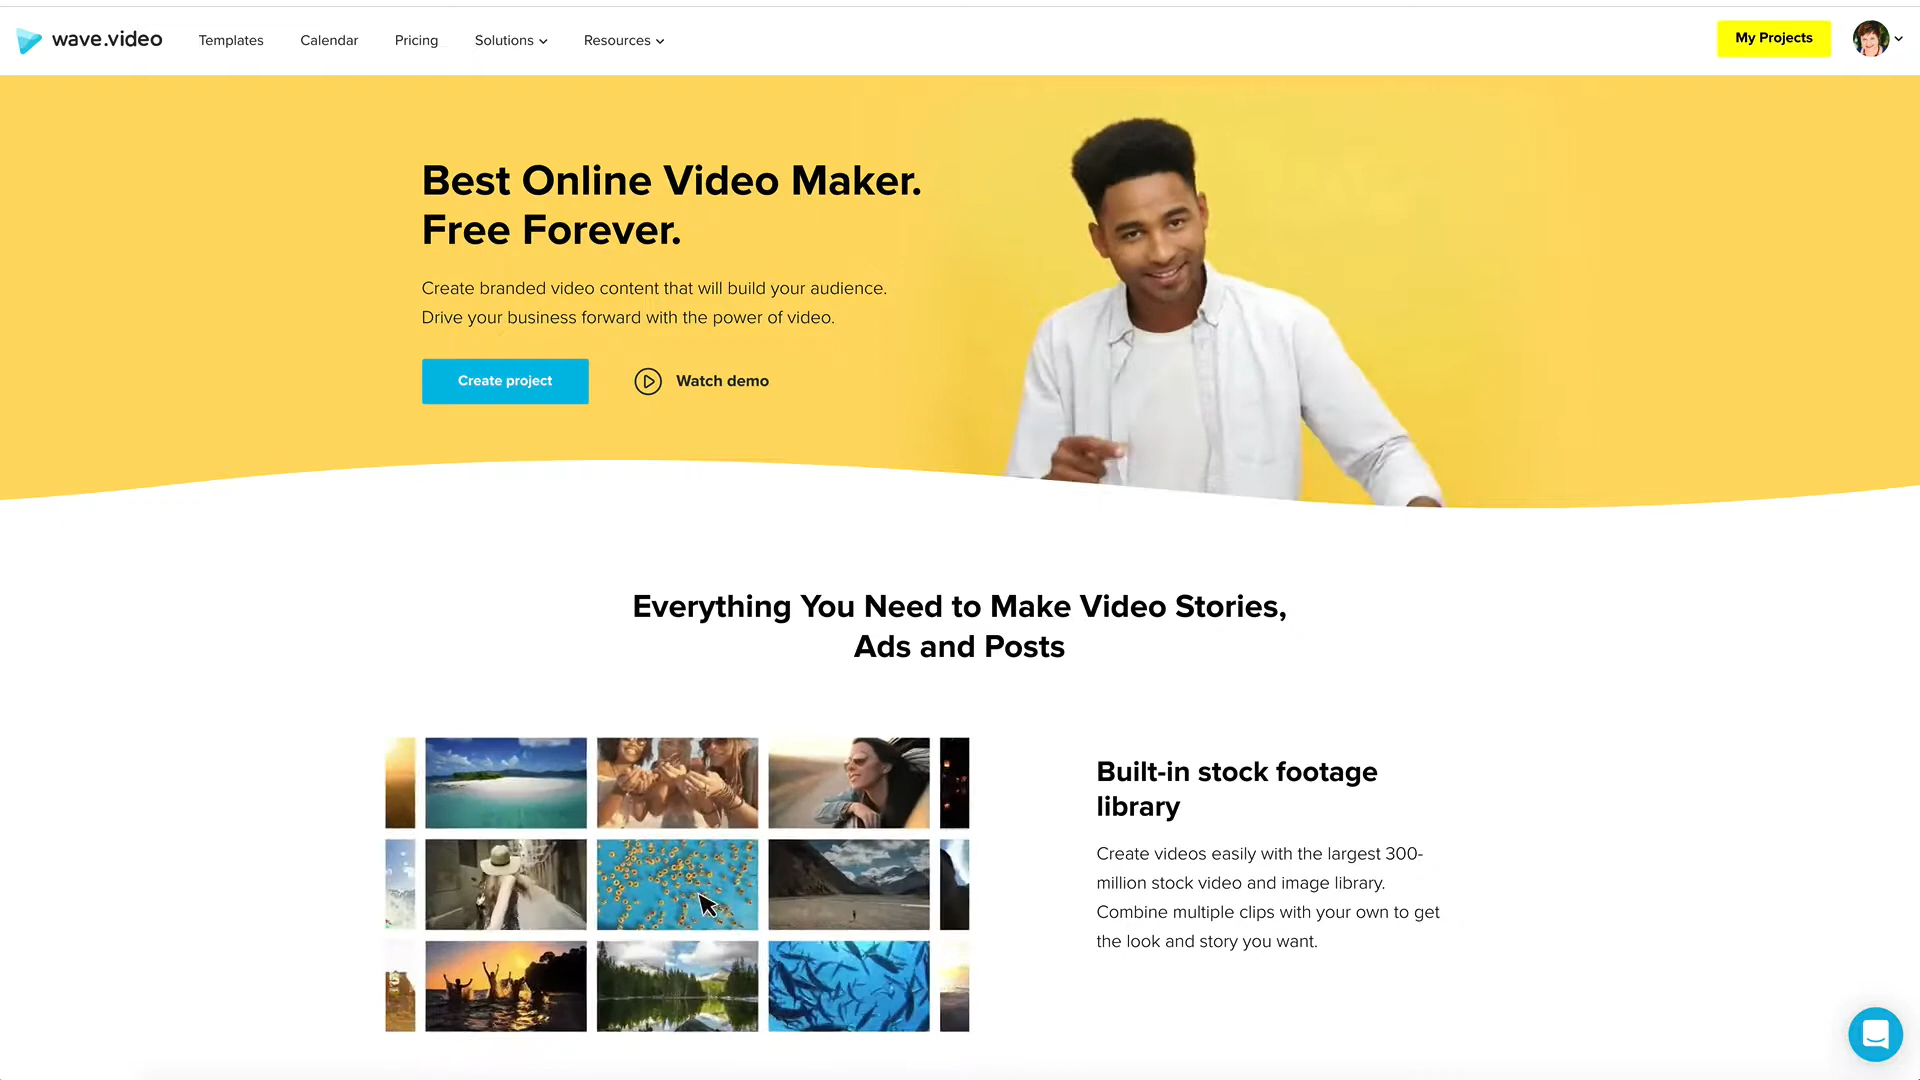 wave.video
Templates
Calendar
Pricing
Solutions
Resources
My Projects
Best Online Video Maker.
Free Forever.
Create branded video content that will build your audience.
Drive your business forward with the power of video.
Create project
Watch demo
Everything You Need to Make Video Stories,
Ads and Posts
Built-in stock footage
library
Create videos easily with the largest 300-
million stock video and image library.
Combine multiple clips with your own to get
the look and story you want.